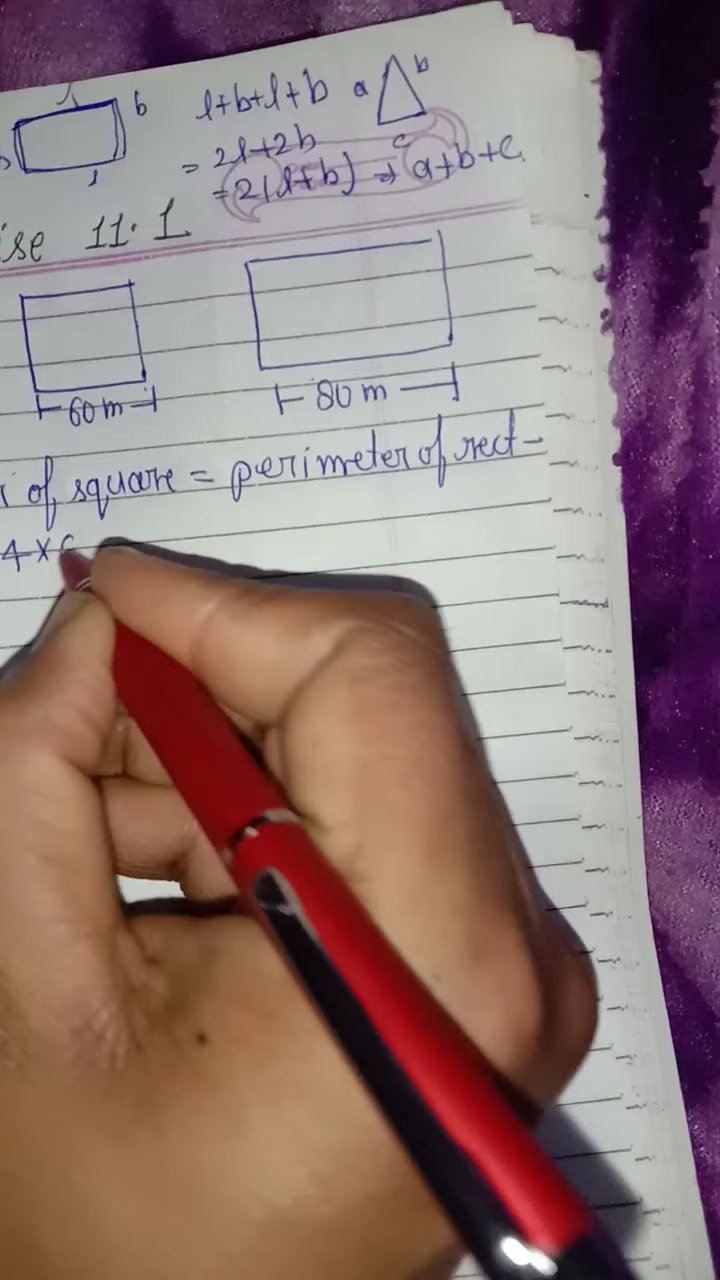 b l+b+l+b a b
= 2l+2b c
l =2(l+b) → a+b+c.
ise 11.1
60 m 80 m
of square = perimeter of rect-
4×